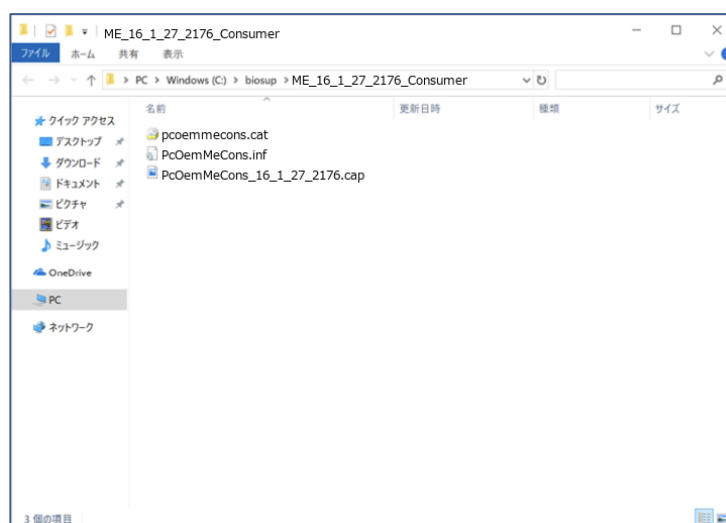 ME_16_1_27_2176_Consumer
ファイル ホーム 共有 表示
PC > Windows (C:) > biosup > ME_16_1_27_2176_Consumer
名前 更新日時 種類 サイズ
クイック アクセス
デスクトップ
ダウンロード
ドキュメント
ピクチャ
ビデオ
ミュージック
OneDrive
PC
ネットワーク
pcoemmecons.cat
PcOemMeCons.inf
PcOemMeCons_16_1_27_2176.cap
3 個の項目